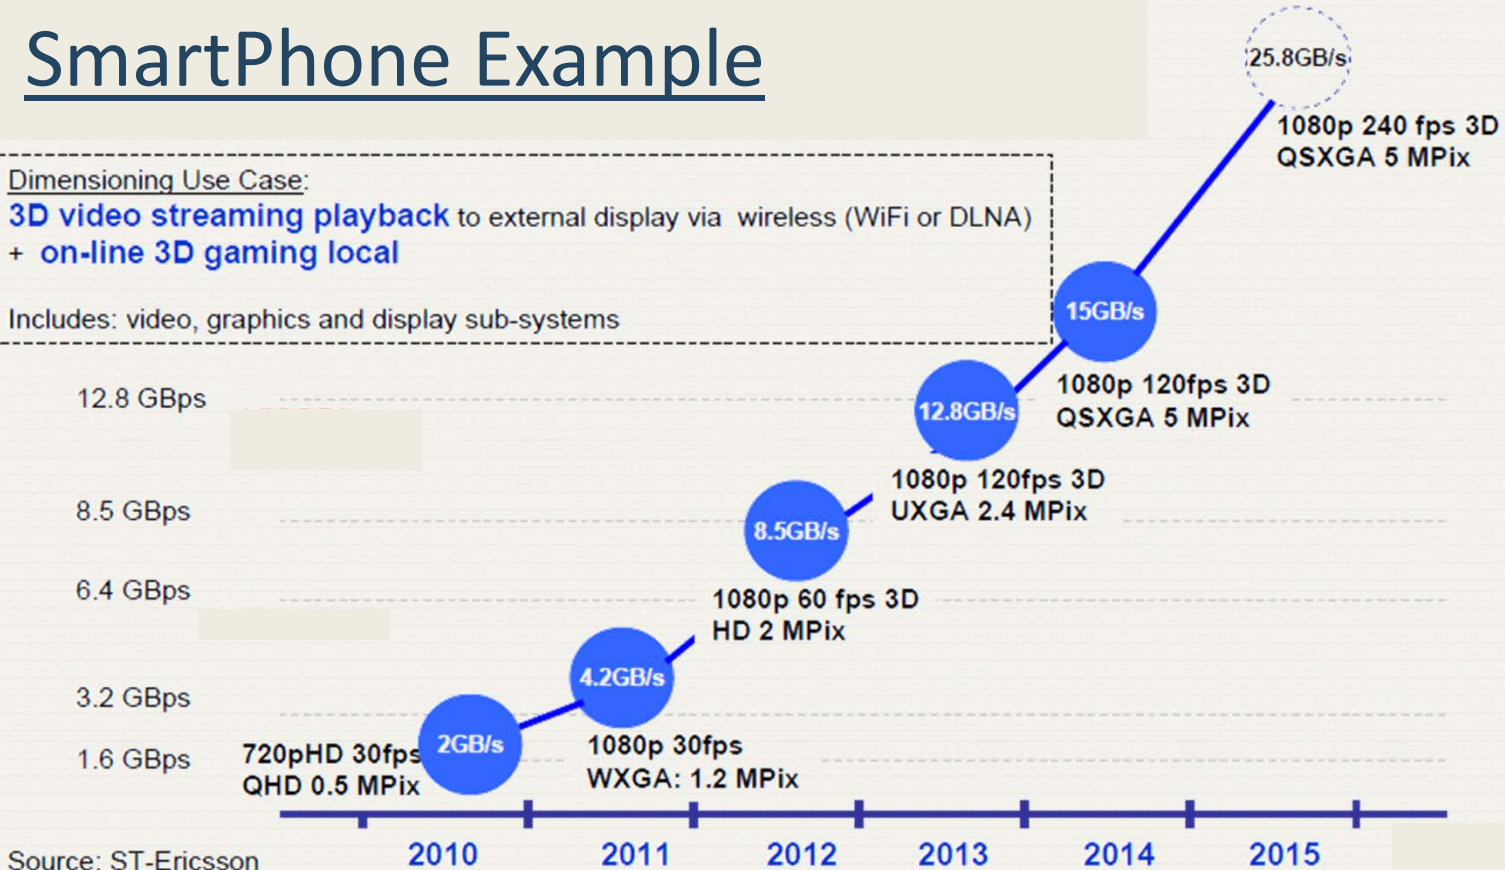 SmartPhone Example
25.8GB/s
1080p 240 fps 3D
QSXGA 5 MPix
Dimensioning Use Case:
3D video streaming playback to external display via wireless (WiFi or DLNA)
+ on-line 3D gaming local
Includes: video, graphics and display sub-systems
15GB/s
1080p 120fps 3D
QSXGA 5 MPix
12.8 GBps
12.8GB/s
1080p 120fps 3D
UXGA 2.4 MPix
8.5 GBps
8.5GB/s
6.4 GBps
1080p 60 fps 3D
HD 2 MPix
4.2GB/s
3.2 GBps
1080p 30fps
WXGA: 1.2 MPix
2GB/s
1.6 GBps
720pHD 30fps
QHD 0.5 MPix
2010 2011 2012 2013 2014 2015
Source: ST-Ericsson